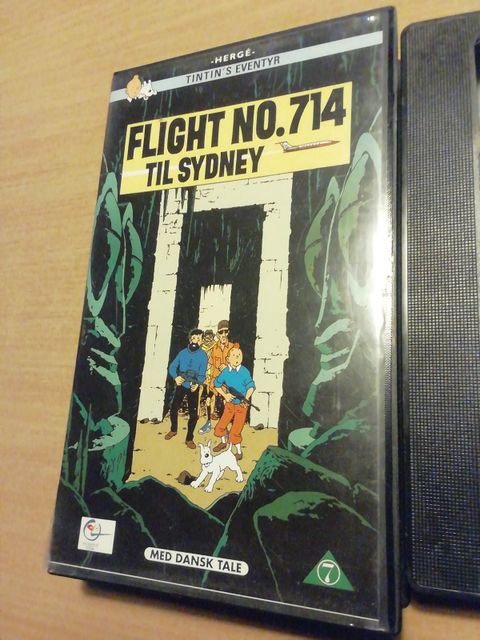 -HERGÉ-
TINTIN'S EVENTYR
FLIGHT NO.714
TIL SYDNEY
MED DANSK TALE
7